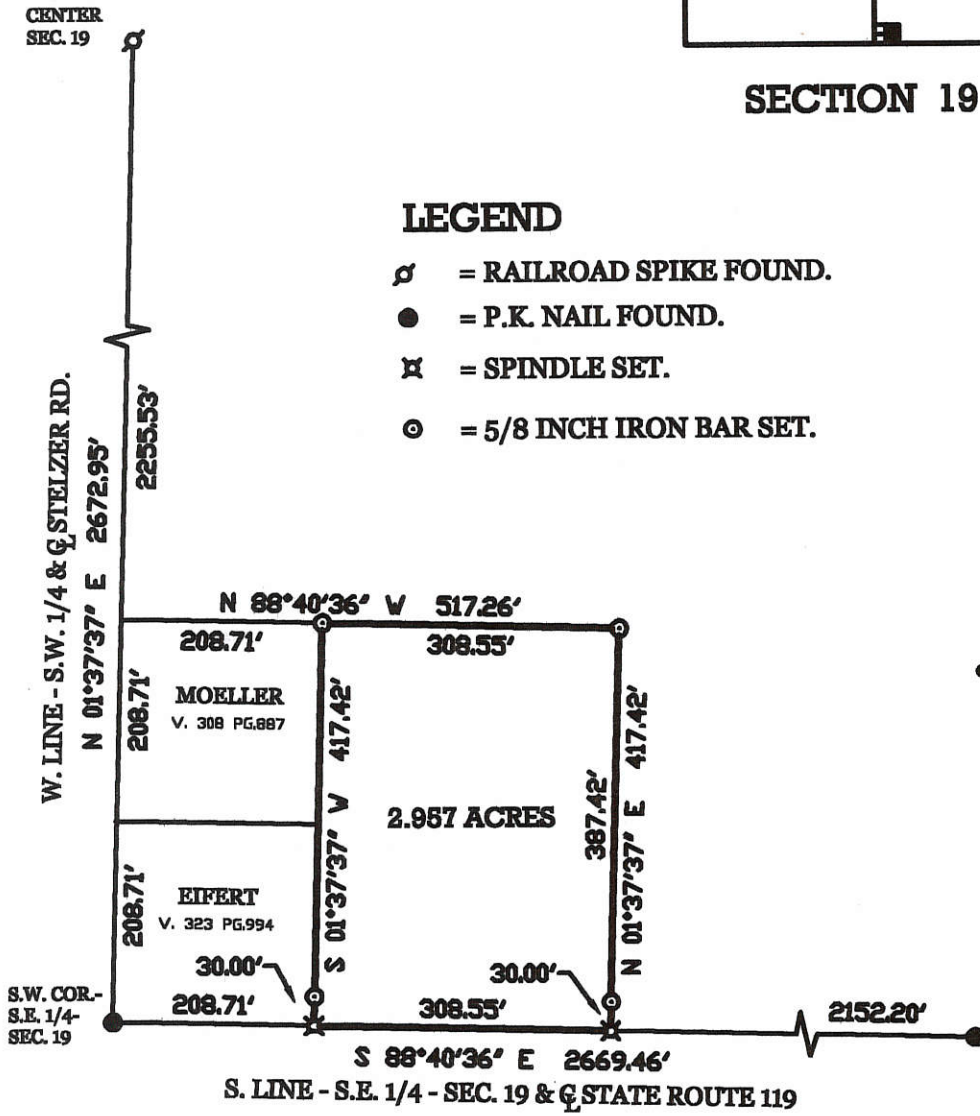 CENTER
SEC. 19
SECTION 19
LEGEND
= RAILROAD SPIKE FOUND.
= P.K. NAIL FOUND.
= SPINDLE SET.
= 5/8 INCH IRON BAR SET.
W. LINE - S.W. 1/4 & ℄ STELZER RD.
N 01°37'37" E 2672.95'
2255.53'
N 88°40'36" W 517.26'
208.71'
308.55'
MOELLER
V. 308 PG.887
208.71'
S 01°37'37" W 417.42'
2.957 ACRES
387.42'
N 01°37'37" E 417.42'
EIFERT
V. 323 PG.994
208.71'
30.00'
30.00'
S.W. COR.-
S.E. 1/4-
SEC. 19
208.71'
308.55'
2152.20'
S 88°40'36" E 2669.46'
S. LINE - S.E. 1/4 - SEC. 19 & ℄ STATE ROUTE 119